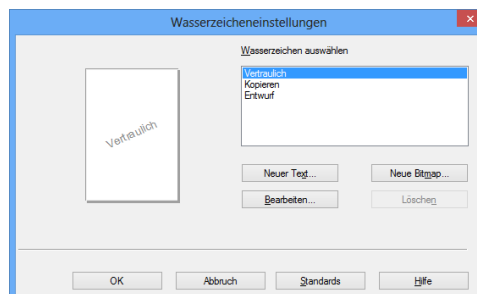 Wasserzeicheneinstellungen
Wasserzeichen auswählen
Vertraulich
Kopieren
Entwurf
Vertraulich
Neuer Text...
Neue Bitmap...
Bearbeiten...
Löschen
OK
Abbruch
Standards
Hilfe